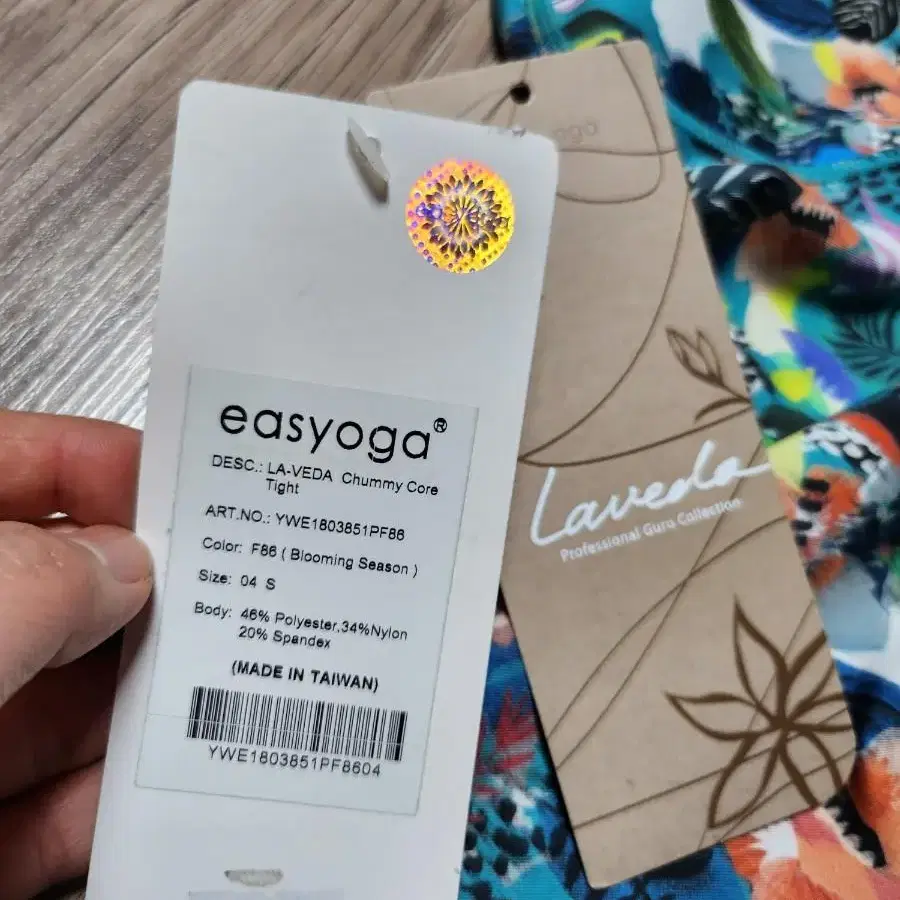 easyoga®
DESC.: LA-VEDA Chummy Core
Tight
ART.NO.: YWE1803851PF86
Color: F86 ( Blooming Season )
Size: 04 S
Body: 46% Polyester,34%Nylon
20% Spandex
(MADE IN TAIWAN)
YWE1803851PF8604
Laveda
Professional Guru Collection